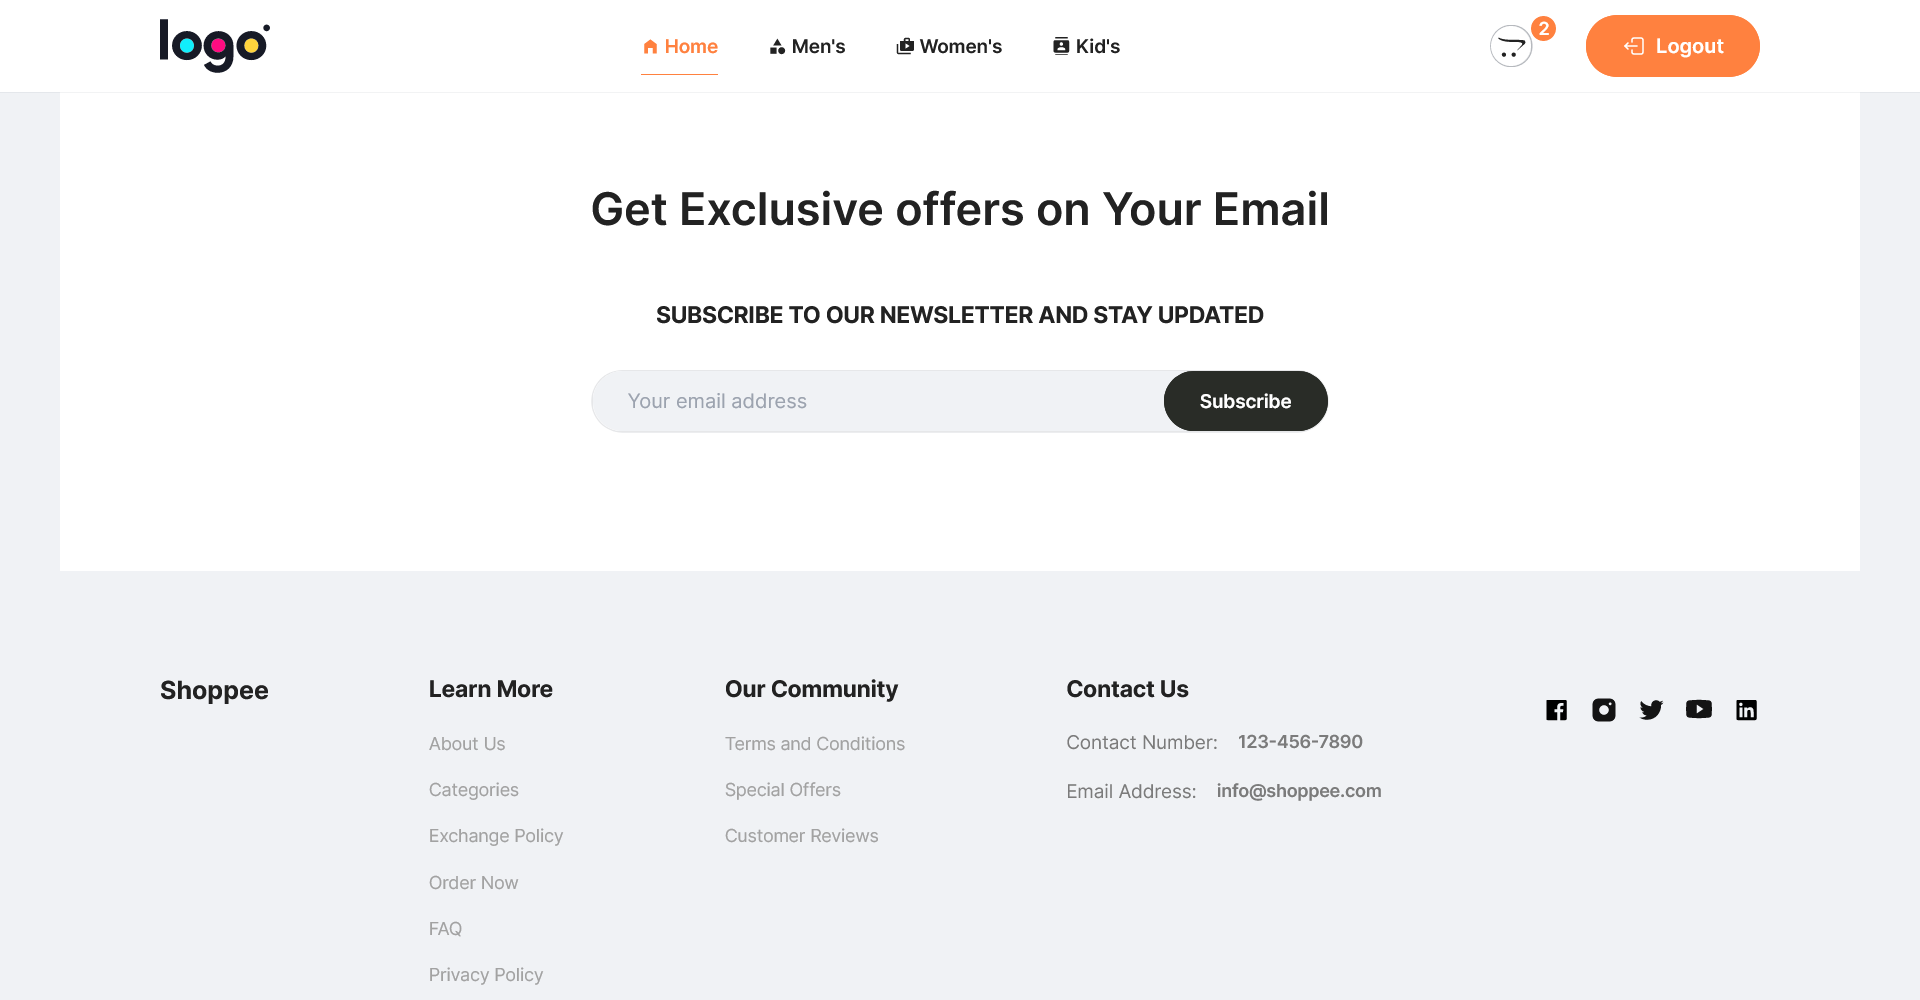 logo
Home
Men's
Women's
Kid's
2
Logout
Get Exclusive offers on Your Email
SUBSCRIBE TO OUR NEWSLETTER AND STAY UPDATED
Your email address
Subscribe
Shoppee
Learn More
About Us
Categories
Exchange Policy
Order Now
FAQ
Privacy Policy
Our Community
Terms and Conditions
Special Offers
Customer Reviews
Contact Us
Contact Number: 123-456-7890
Email Address: info@shoppee.com